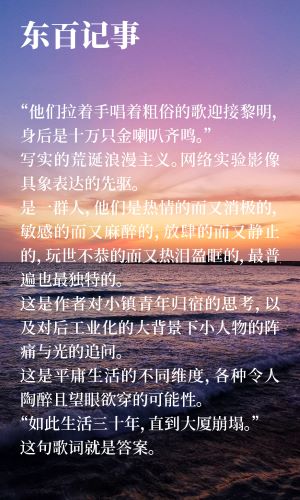 东百记事
“他们拉着手唱着粗俗的歌迎接黎明，
身后是十万只金喇叭齐鸣。”
写实的荒诞浪漫主义。网络实验影像
具象表达的先驱。
是一群人，他们是热情的而又消极的，
敏感的而又麻醉的，放肆的而又静止
的，玩世不恭的而又热泪盈眶的，最普
遍也最独特的。
这是作者对小镇青年归宿的思考，以
及对后工业化的大背景下小人物的阵
痛与光的追问。
这是平庸生活的不同维度，各种令人
陶醉且望眼欲穿的可能性。
“如此生活三十年，直到大厦崩塌。”
这句歌词就是答案。